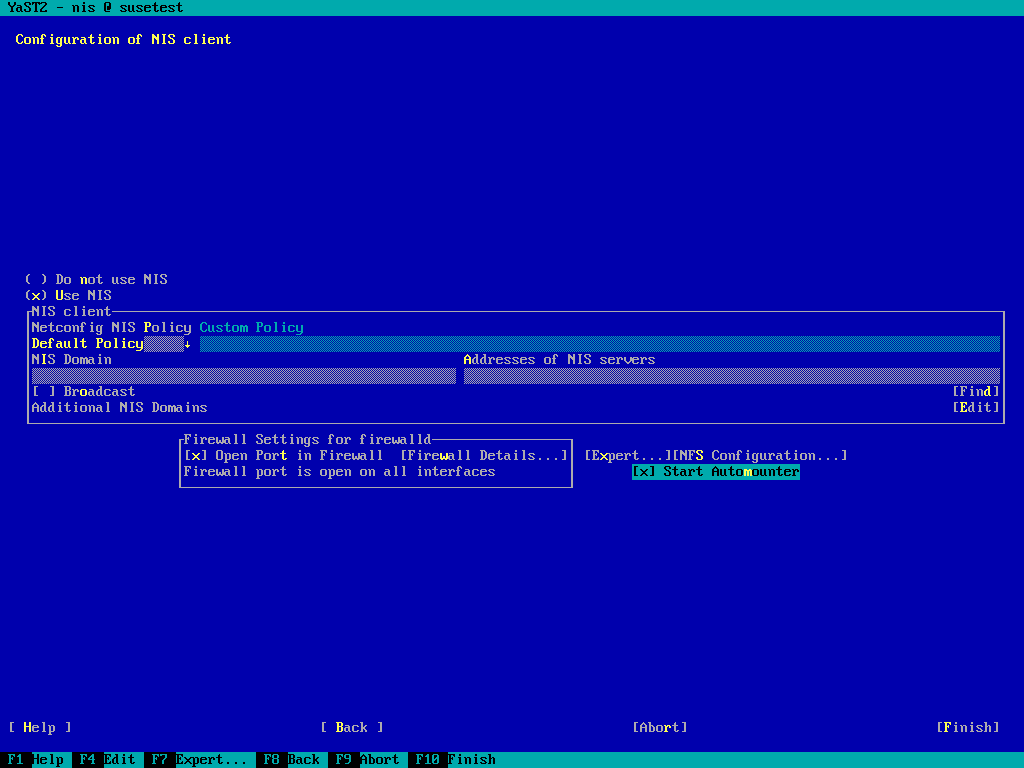 YaST2 - nis @ susetest
Configuration of NIS client
( ) Do not use NIS
(x) Use NIS
NIS client
Netconfig NIS Policy Custom Policy
Default Policy ↓
NIS Domain Addresses of NIS servers
[ ] Broadcast [Find]
Additional NIS Domains [Edit]
Firewall Settings for firewalld
[x] Open Port in Firewall [Firewall Details...] [Expert...][NFS Configuration...]
Firewall port is open on all interfaces [x] Start Automounter
[ Help ] [ Back ] [Abort] [Finish]
F1 Help F4 Edit F7 Expert... F8 Back F9 Abort F10 Finish